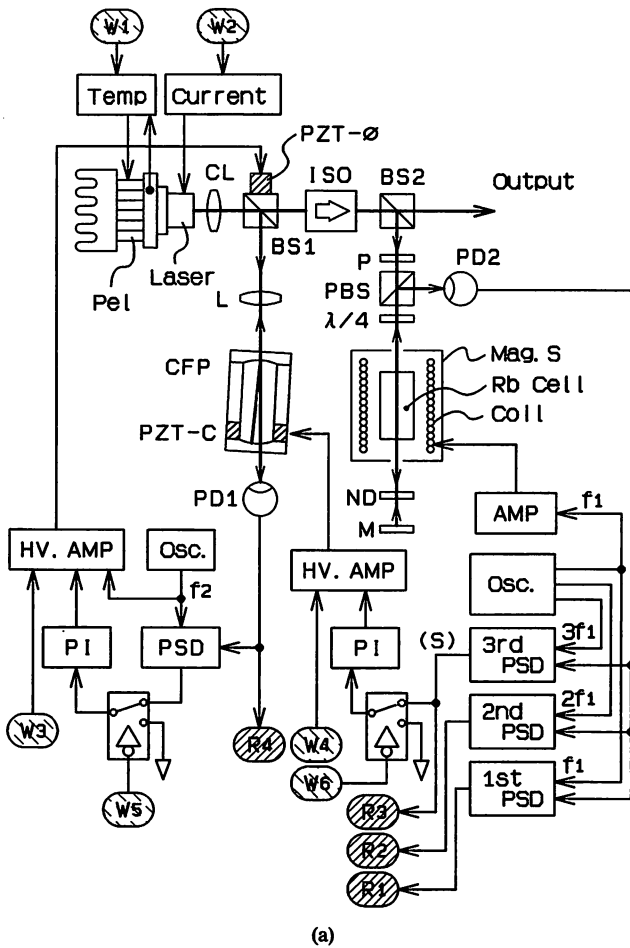 W1
W2
Temp
Current
PZT-ø
CL
ISO
BS2
Output
BS1
Laser
Pel
P
PBS
PD2
L
λ/4
CFP
Mag. S
Rb Cell
Coil
PZT-C
PD1
ND
M
AMP
f1
HV. AMP
Osc.
f2
HV. AMP
Osc.
PI
PSD
PI
(S)
3rd PSD
3f1
2nd PSD
2f1
1st PSD
f1
W3
R4
W4
W6
W5
R3
R2
R1
(a)